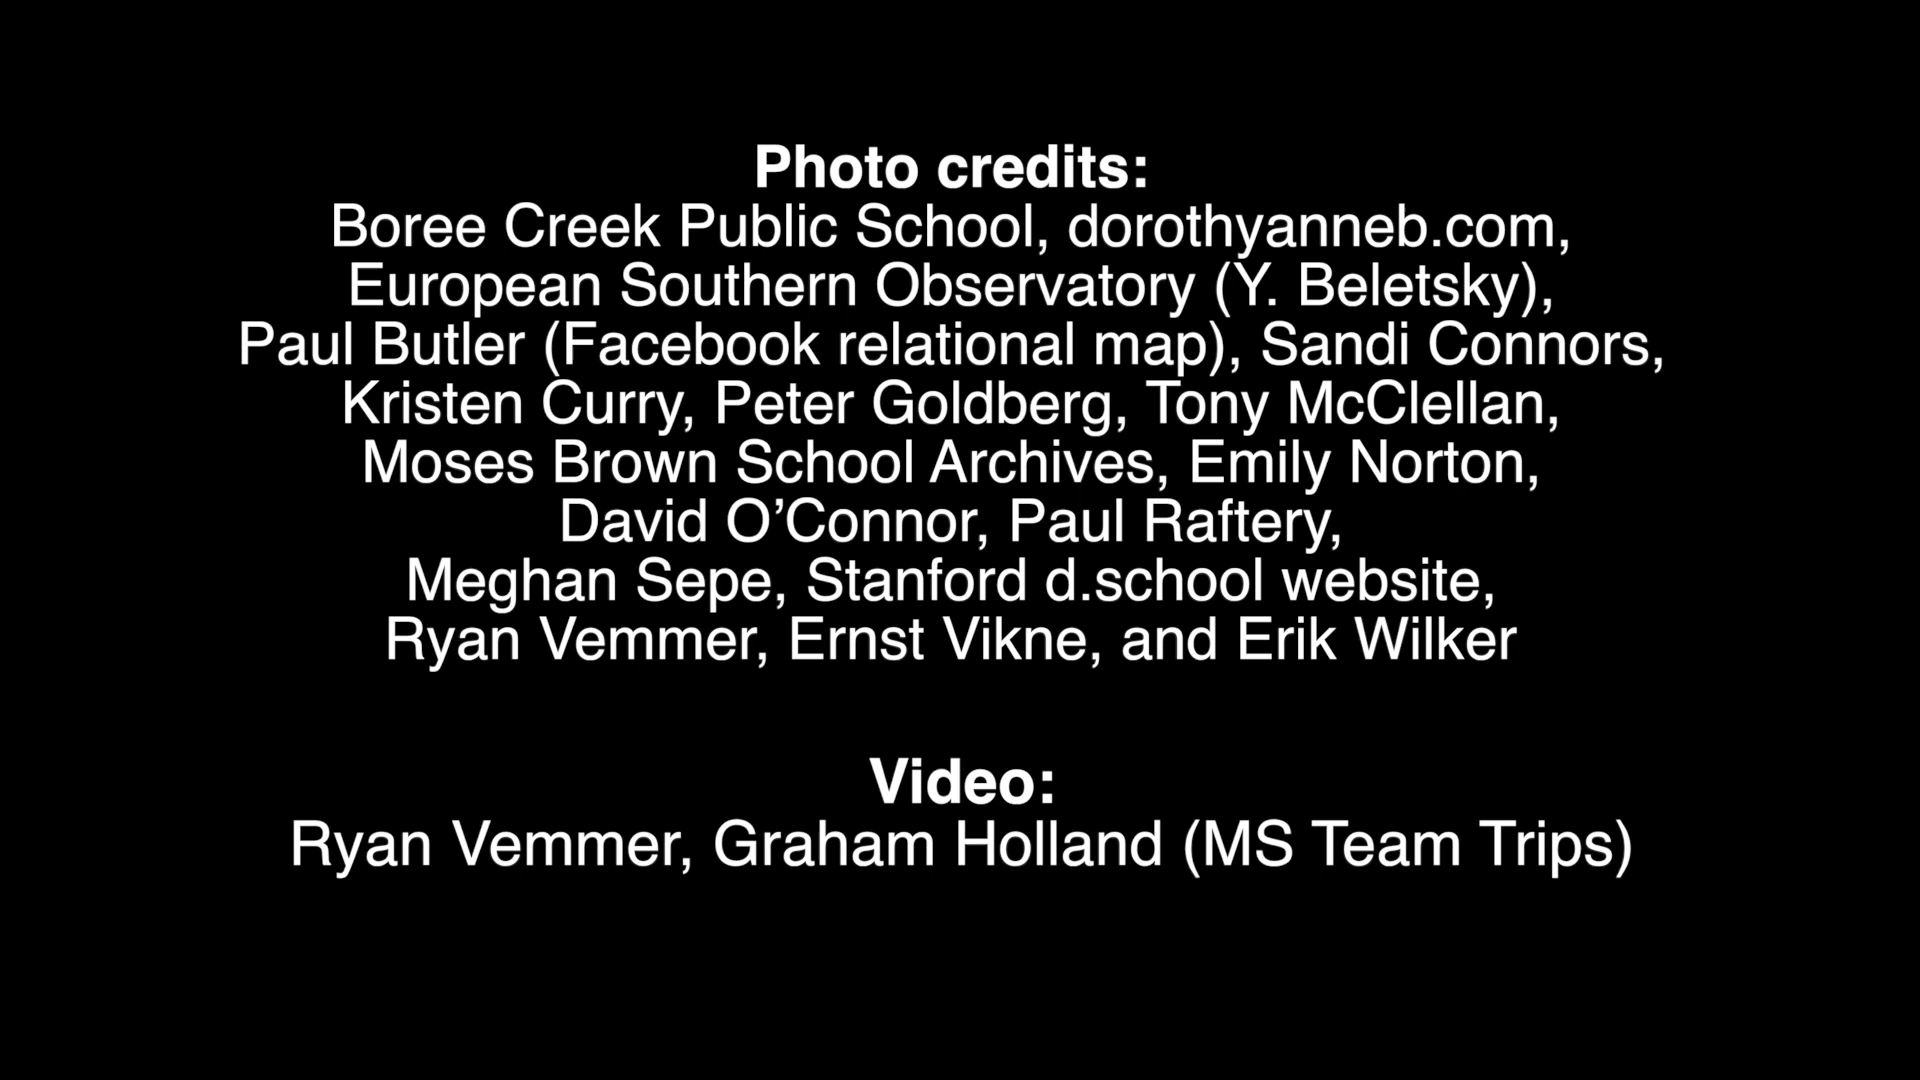 Photo credits:
Boree Creek Public School, dorothyanneb.com,
European Southern Observatory (Y. Beletsky),
Paul Butler (Facebook relational map), Sandi Connors,
Kristen Curry, Peter Goldberg, Tony McClellan,
Moses Brown School Archives, Emily Norton,
David O’Connor, Paul Raftery,
Meghan Sepe, Stanford d.school website,
Ryan Vemmer, Ernst Vikne, and Erik Wilker
Video:
Ryan Vemmer, Graham Holland (MS Team Trips)